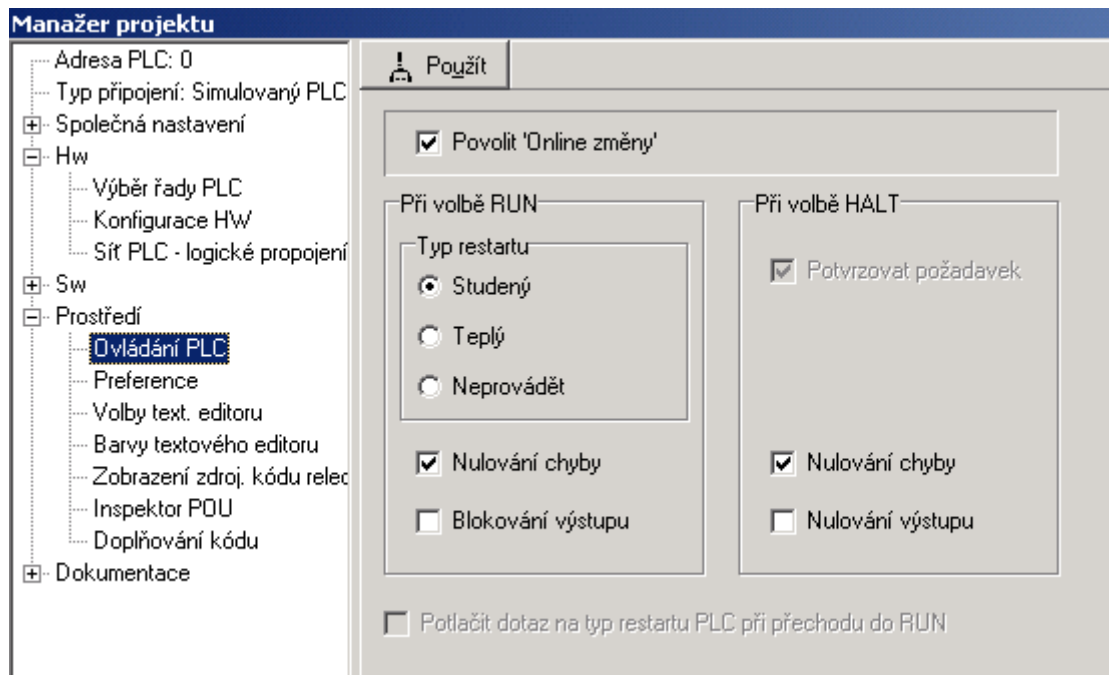 Manažer projektu
Adresa PLC: 0
Typ připojení: Simulovaný PLC
Společná nastavení
Hw
Výběr řady PLC
Konfigurace HW
Síť PLC - logické propojení
Sw
Prostředí
Ovládání PLC
Preference
Volby text. editoru
Barvy textového editoru
Zobrazení zdroj. kódu relec
Inspektor POU
Doplňování kódu
Dokumentace
Použít
Povolit 'Online změny'
Při volbě RUN
Typ restartu
Studený
Teplý
Neprovádět
Nulování chyby
Blokování výstupu
Při volbě HALT
Potvrzovat požadavek
Nulování chyby
Nulování výstupu
Potlačit dotaz na typ restartu PLC při přechodu do RUN